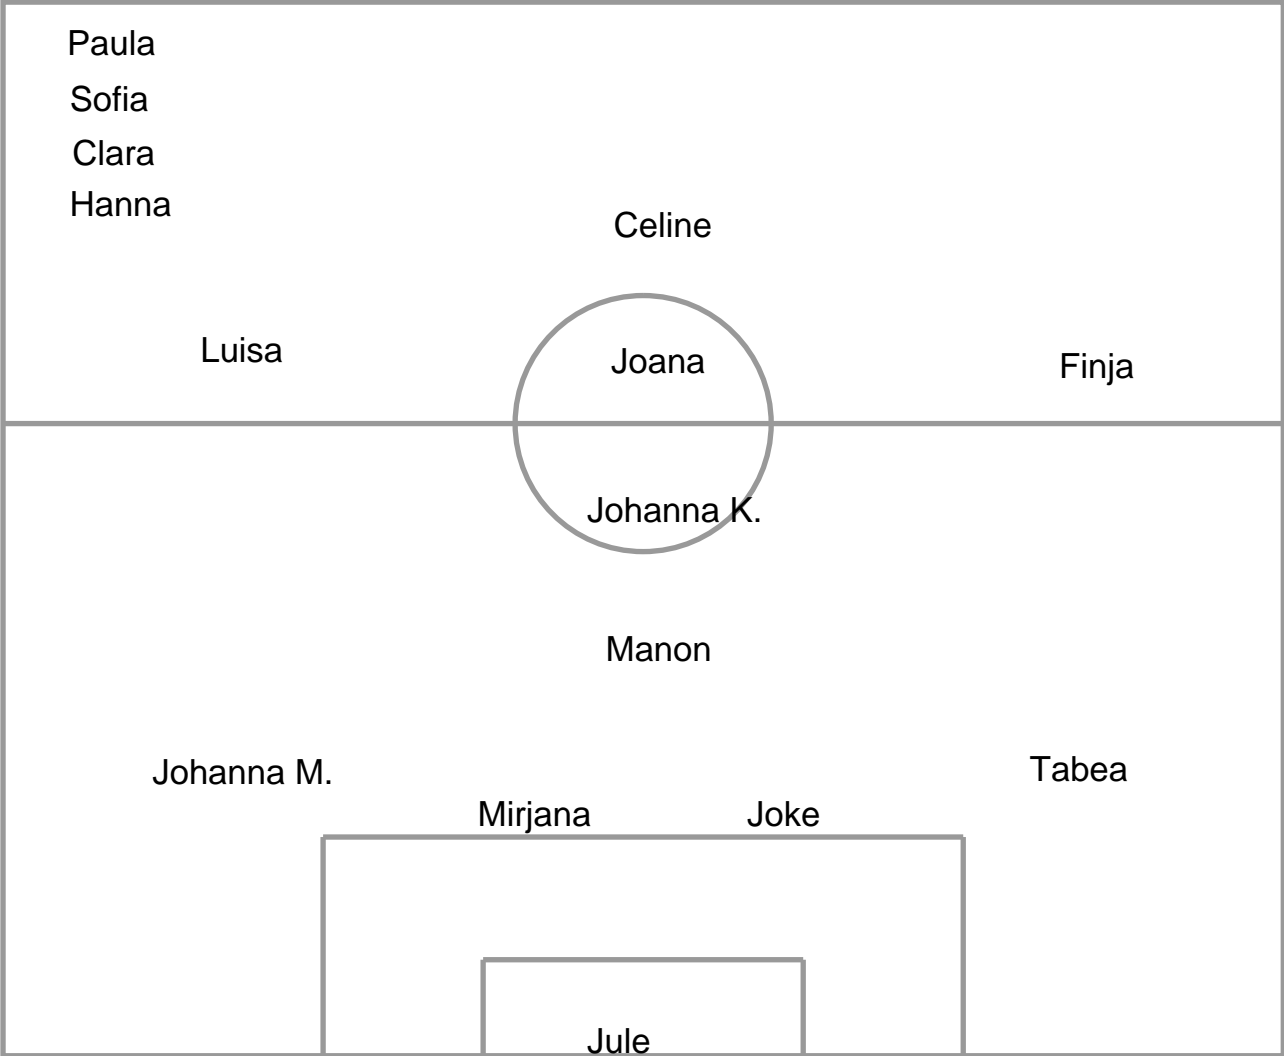 Paula
Sofia
Clara
Hanna
Celine
Luisa
Joana
Finja
Johanna K.
Manon
Johanna M.
Tabea
Mirjana
Joke
Jule